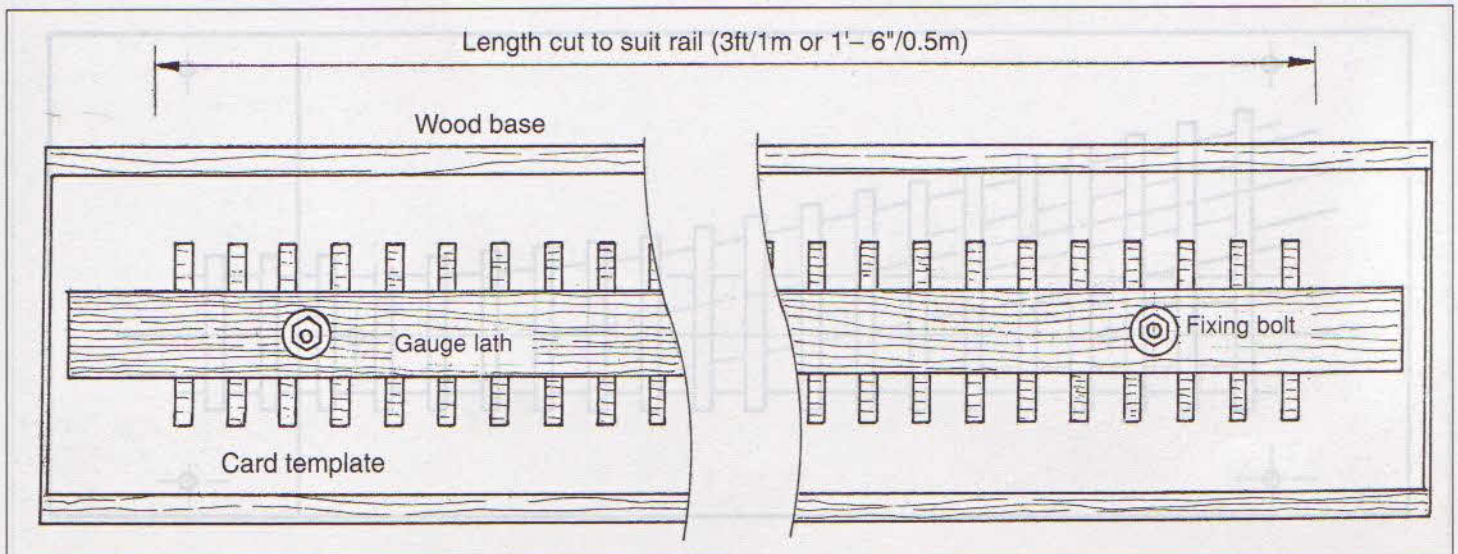 Length cut to suit rail (3ft/1m or 1'– 6"/0.5m)
Wood base
Gauge lath
Fixing bolt
Card template